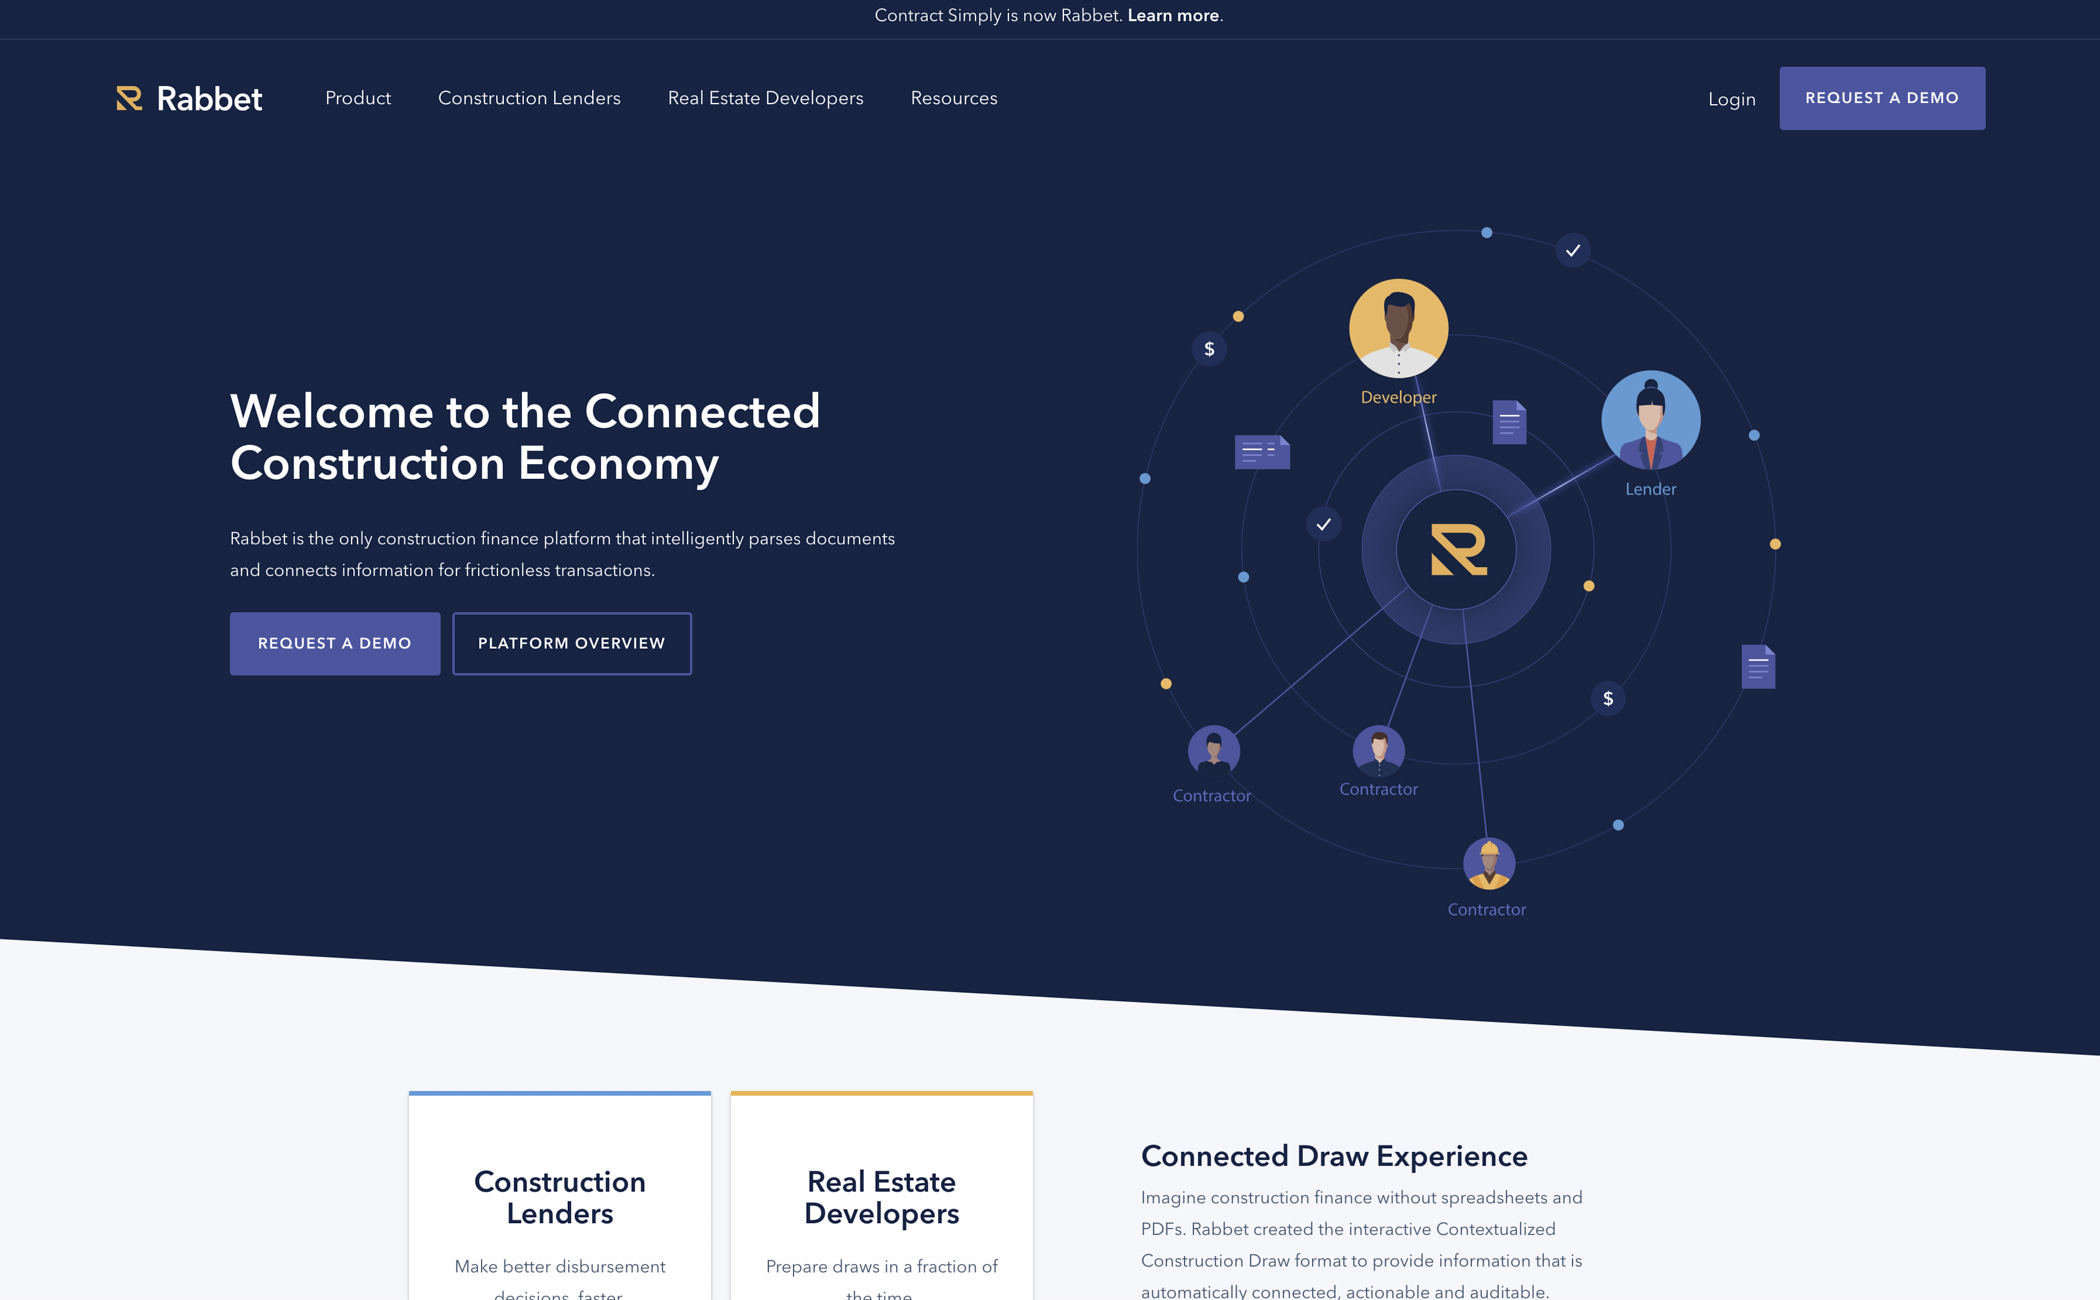 Contract Simply is now Rabbet. Learn more.
Rabbet
Product
Construction Lenders
Real Estate Developers
Resources
Login
REQUEST A DEMO
Welcome to the Connected
Construction Economy
Rabbet is the only construction finance platform that intelligently parses documents
and connects information for frictionless transactions.
REQUEST A DEMO
PLATFORM OVERVIEW
$
Developer
Lender
$
Contractor
Contractor
Contractor
Construction
Lenders
Make better disbursement
decisions, faster.
Real Estate
Developers
Prepare draws in a fraction of
the time.
Connected Draw Experience
Imagine construction finance without spreadsheets and
PDFs. Rabbet created the interactive Contextualized
Construction Draw format to provide information that is
automatically connected, actionable and auditable.